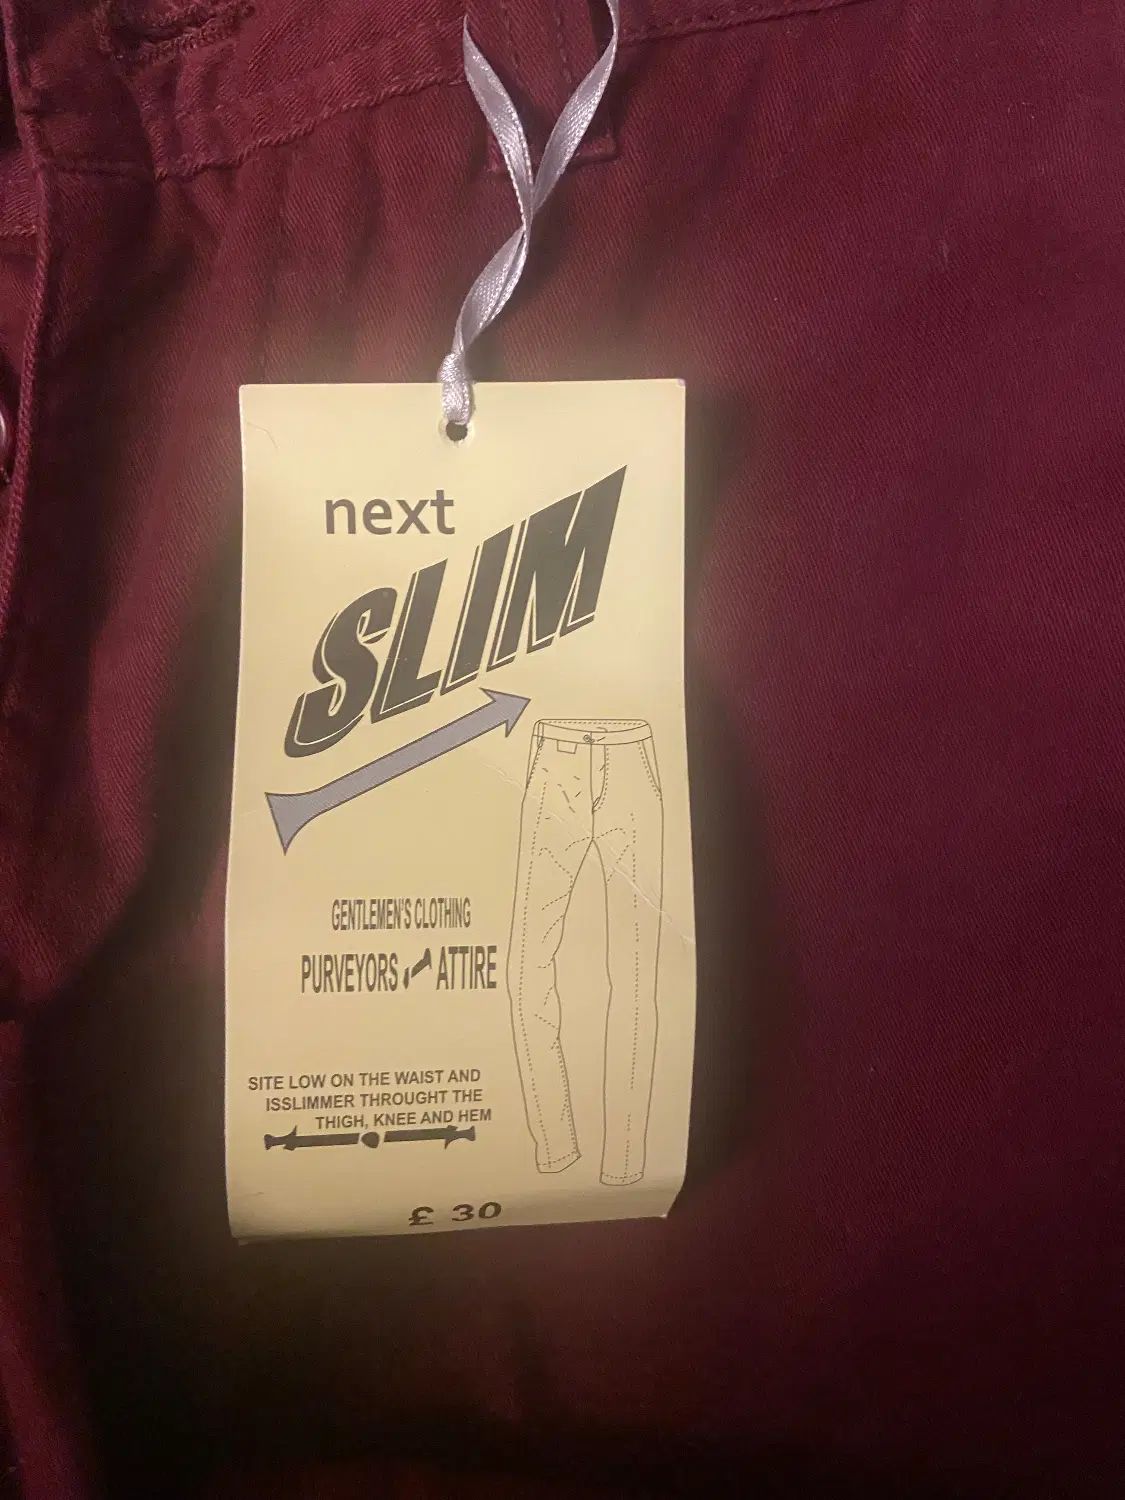 next
SLIM
GENTLEMEN'S CLOTHING
PURVEYORS ATTIRE
SITE LOW ON THE WAIST AND
ISSLIMMER THROUGHT THE
THIGH, KNEE AND HEM
£ 30